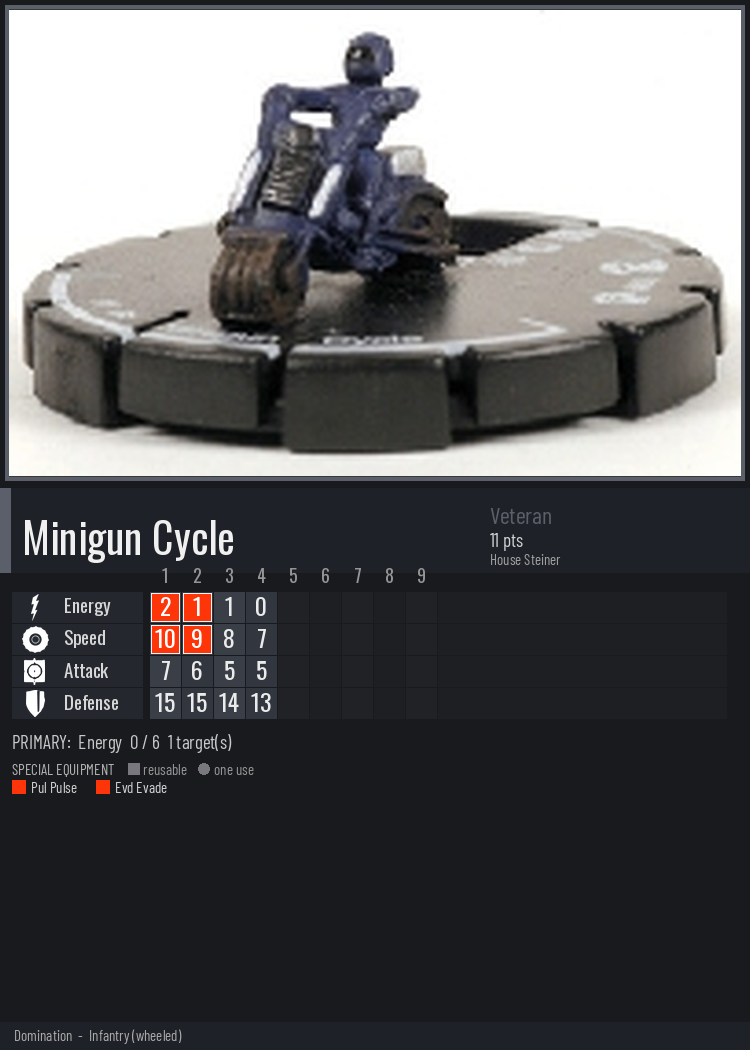 Minigun Cycle
Veteran
11 pts
House Steiner
1 2 3 4 5 6 7 8 9
Energy 2 1 1 0
Speed 10 9 8 7
Attack 7 6 5 5
Defense 15 15 14 13
PRIMARY: Energy 0 / 6 1 target(s)
SPECIAL EQUIPMENT reusable one use
Pul Pulse Evd Evade
Domination - Infantry (wheeled)